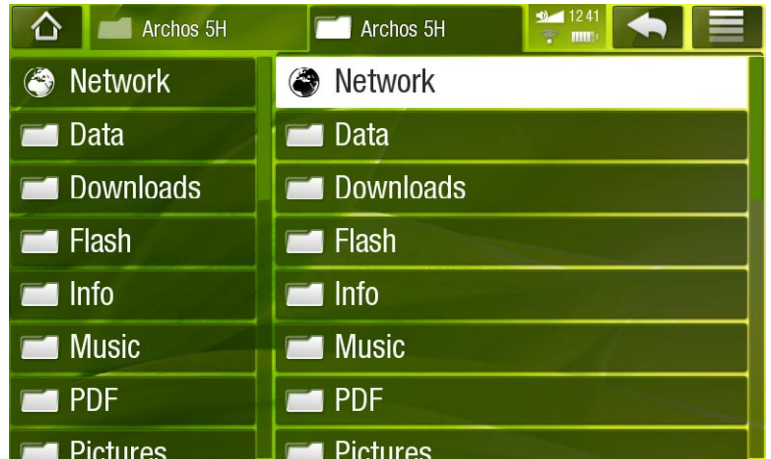 Archos 5H
Archos 5H
12 41
Network
Data
Downloads
Flash
Info
Music
PDF
Pictures
Network
Data
Downloads
Flash
Info
Music
PDF
Pictures